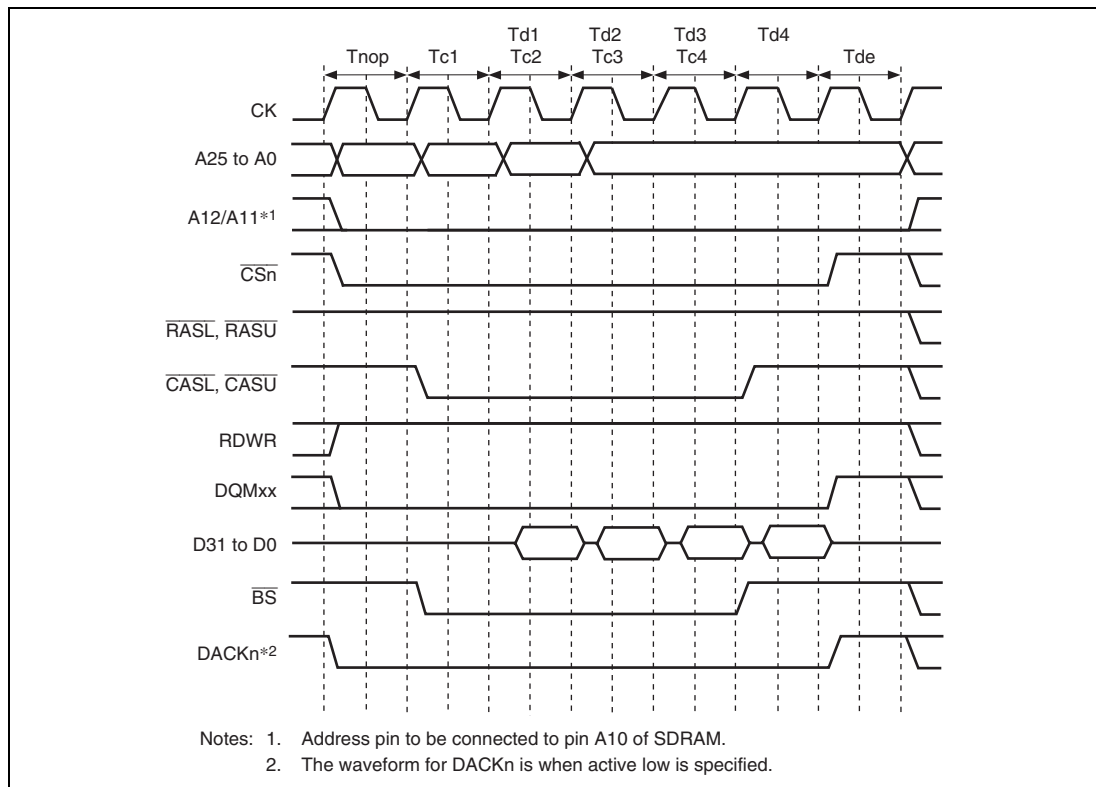 Td1 Td2 Td3 Td4
Tnop Tc1 Tc2 Tc3 Tc4 Tde
CK
A25 to A0
A12/A11*1
CSn
RASL, RASU
CASL, CASU
RDWR
DQMxx
D31 to D0
BS
DACKn*2
Notes: 1. Address pin to be connected to pin A10 of SDRAM.
2. The waveform for DACKn is when active low is specified.